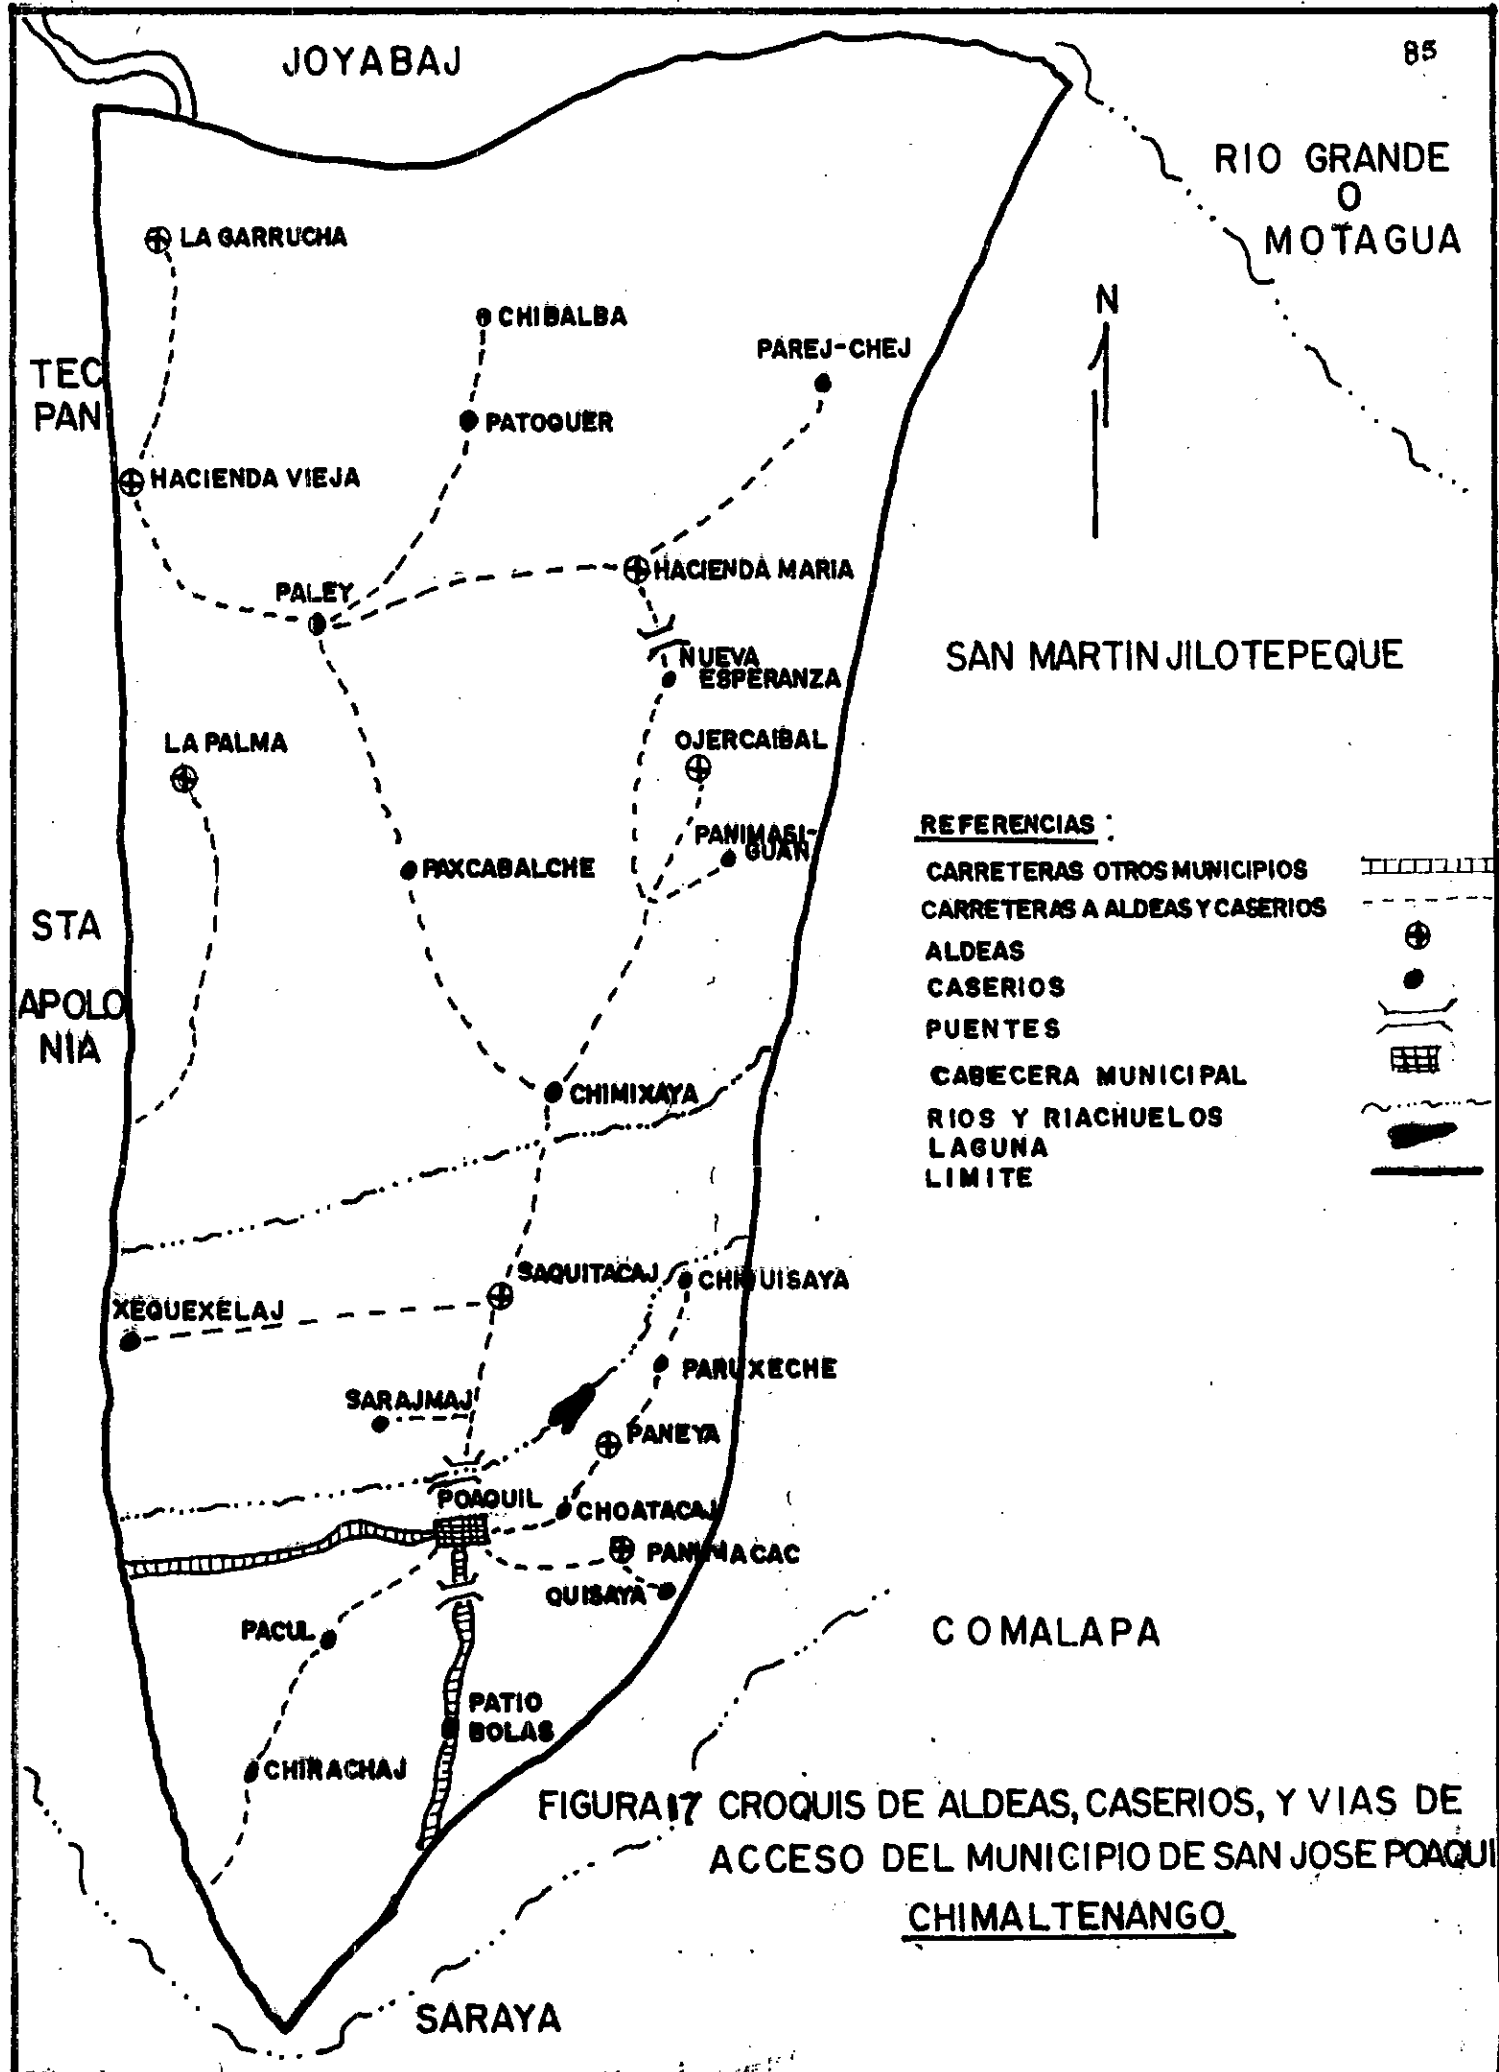 85
JOYABAJ
RIO GRANDE
O
MOTAGUA
LA GARRUCHA
N
CHIBALBA
PAREJ-CHEJ
TEC
PAN
PATOQUER
HACIENDA VIEJA
HACIENDA MARIA
PALEY
NUEVA
ESPERANZA
SAN MARTIN JILOTEPEQUE
LA PALMA
OJERCAIBAL
PANIMASI-
GUAN
PAXCABALCHE
STA
APOLO
NIA
REFERENCIAS :
CARRETERAS OTROS MUNICIPIOS
CARRETERAS A ALDEAS Y CASERIOS
ALDEAS
CASERIOS
PUENTES
CABECERA MUNICIPAL
RIOS Y RIACHUELOS
LAGUNA
LIMITE
CHIMIXAYA
SAQUITACAJ
XEQUEXELAJ
PARUXECHE
SARAJMAJ
PANEYA
POAQUIL
CHOATACAJ
QUISAYA
PACUL
COMALAPA
PATIO
BOLAS
CHIRACHAJ
FIGURA 17 CROQUIS DE ALDEAS, CASERIOS, Y VIAS DE
ACCESO DEL MUNICIPIO DE SAN JOSE POAQUI
CHIMALTENANGO
SARAYA